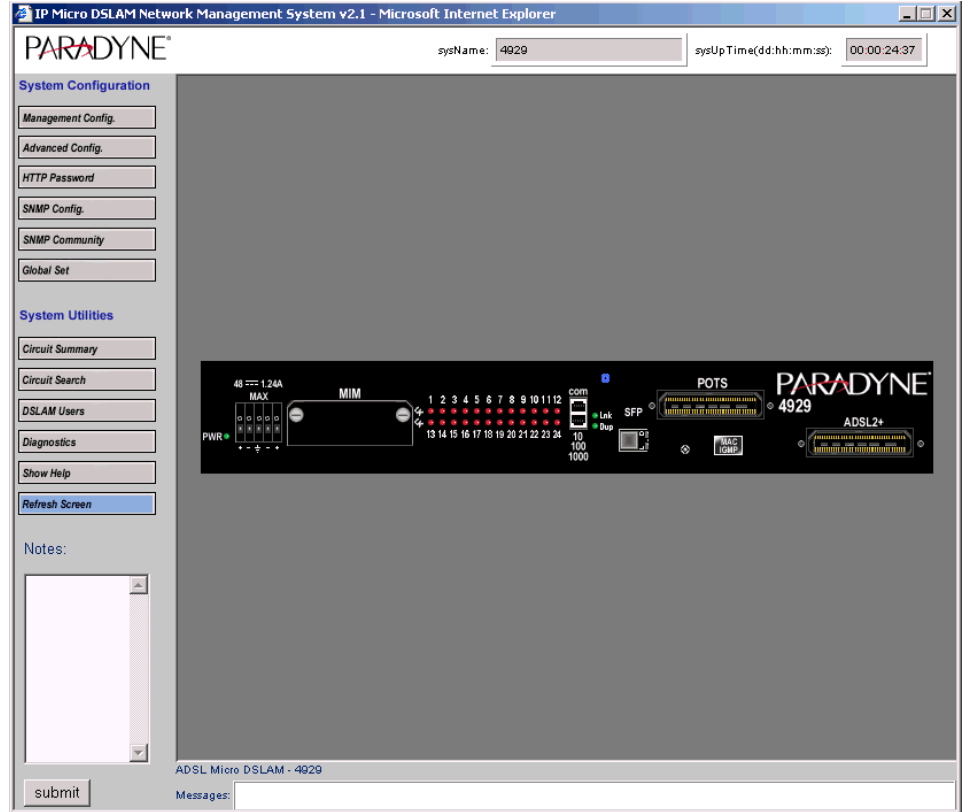 IP Micro DSLAM Network Management System v2.1 - Microsoft Internet Explorer
PARADYNE®
sysName: 4929
sysUpTime(dd:hh:mm:ss): 00:00:24:37
System Configuration
Management Config.
Advanced Config.
HTTP Password
SNMP Config.
SNMP Community
Global Set
System Utilities
Circuit Summary
Circuit Search
DSLAM Users
Diagnostics
Show Help
Refresh Screen
Notes:
submit
48 1.24A
MAX
PWR
+ - - + -
MIM
1 2 3 4 5 6 7 8 9 10 11 12
13 14 15 16 17 18 19 20 21 22 23 24
com
10
100
1000
Lnk
Dup
SFP
POTS
MAC
IGMP
PARADYNE®
4929
ADSL2+
ADSL Micro DSLAM - 4929
Messages: